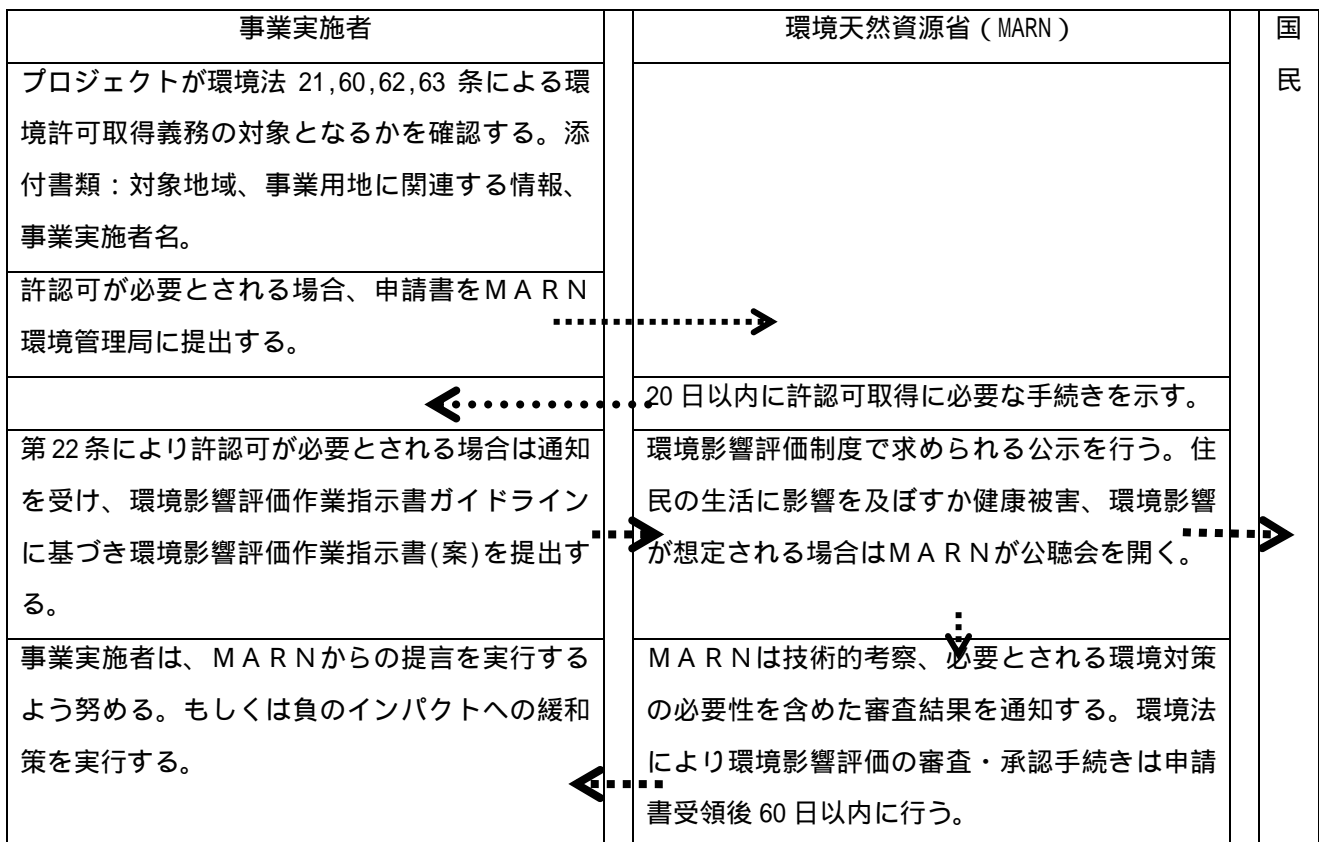 事業実施者
環境天然資源省(MARN)
国
民
プロジェクトが環境法 21,60,62,63 条による環
境許可取得義務の対象となるかを確認する。添
付書類:対象地域、事業用地に関連する情報、
事業実施者名。
許認可が必要とされる場合、申請書をMARN
環境管理局に提出する。
20 日以内に許認可取得に必要な手続きを示す。
第 22 条により許認可が必要とされる場合は通知
を受け、環境影響評価作業指示書ガイドライン
に基づき環境影響評価作業指示書(案)を提出す
る。
環境影響評価制度で求められる公示を行う。住
民の生活に影響を及ぼすか健康被害、環境影響
が想定される場合はMARNが公聴会を開く。
事業実施者は、MARNからの提言を実行する
よう努める。もしくは負のインパクトへの緩和
策を実行する。
MARNは技術的考察、必要とされる環境対策
の必要性を含めた審査結果を通知する。環境法
により環境影響評価の審査・承認手続きは申請
書受領後 60 日以内に行う。